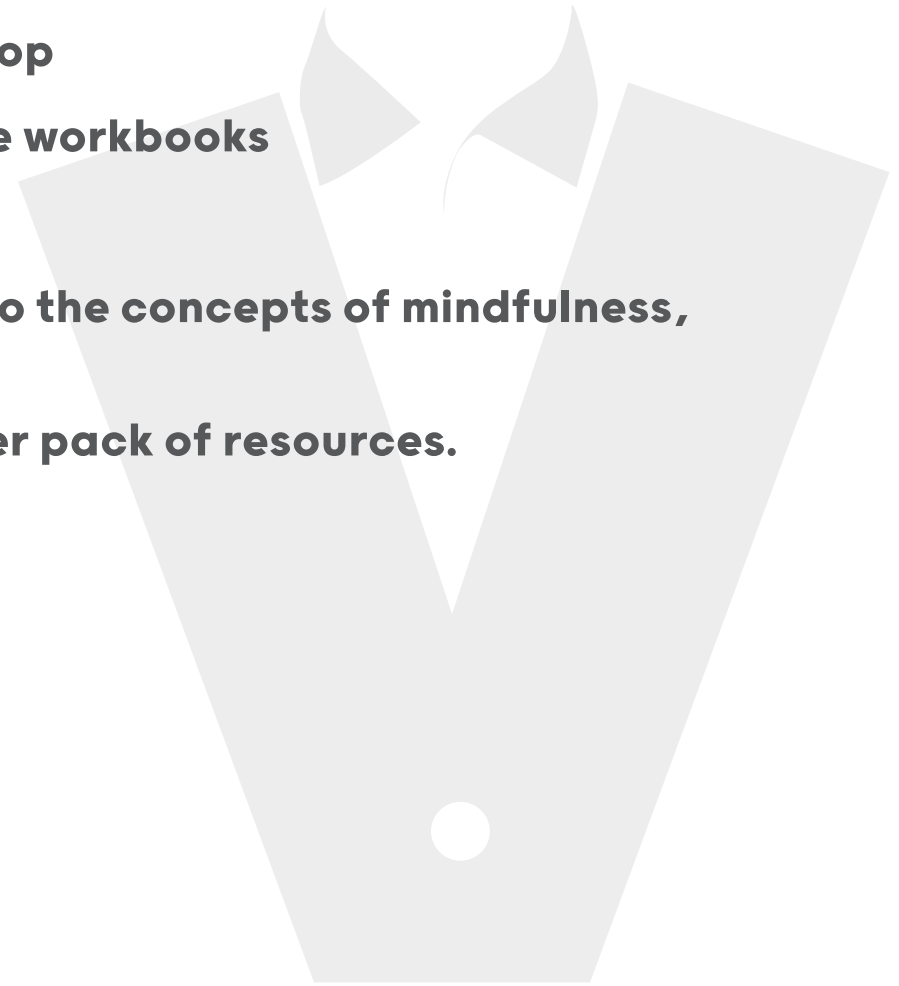 op
e workbooks
o the concepts of mindfulness,
er pack of resources.